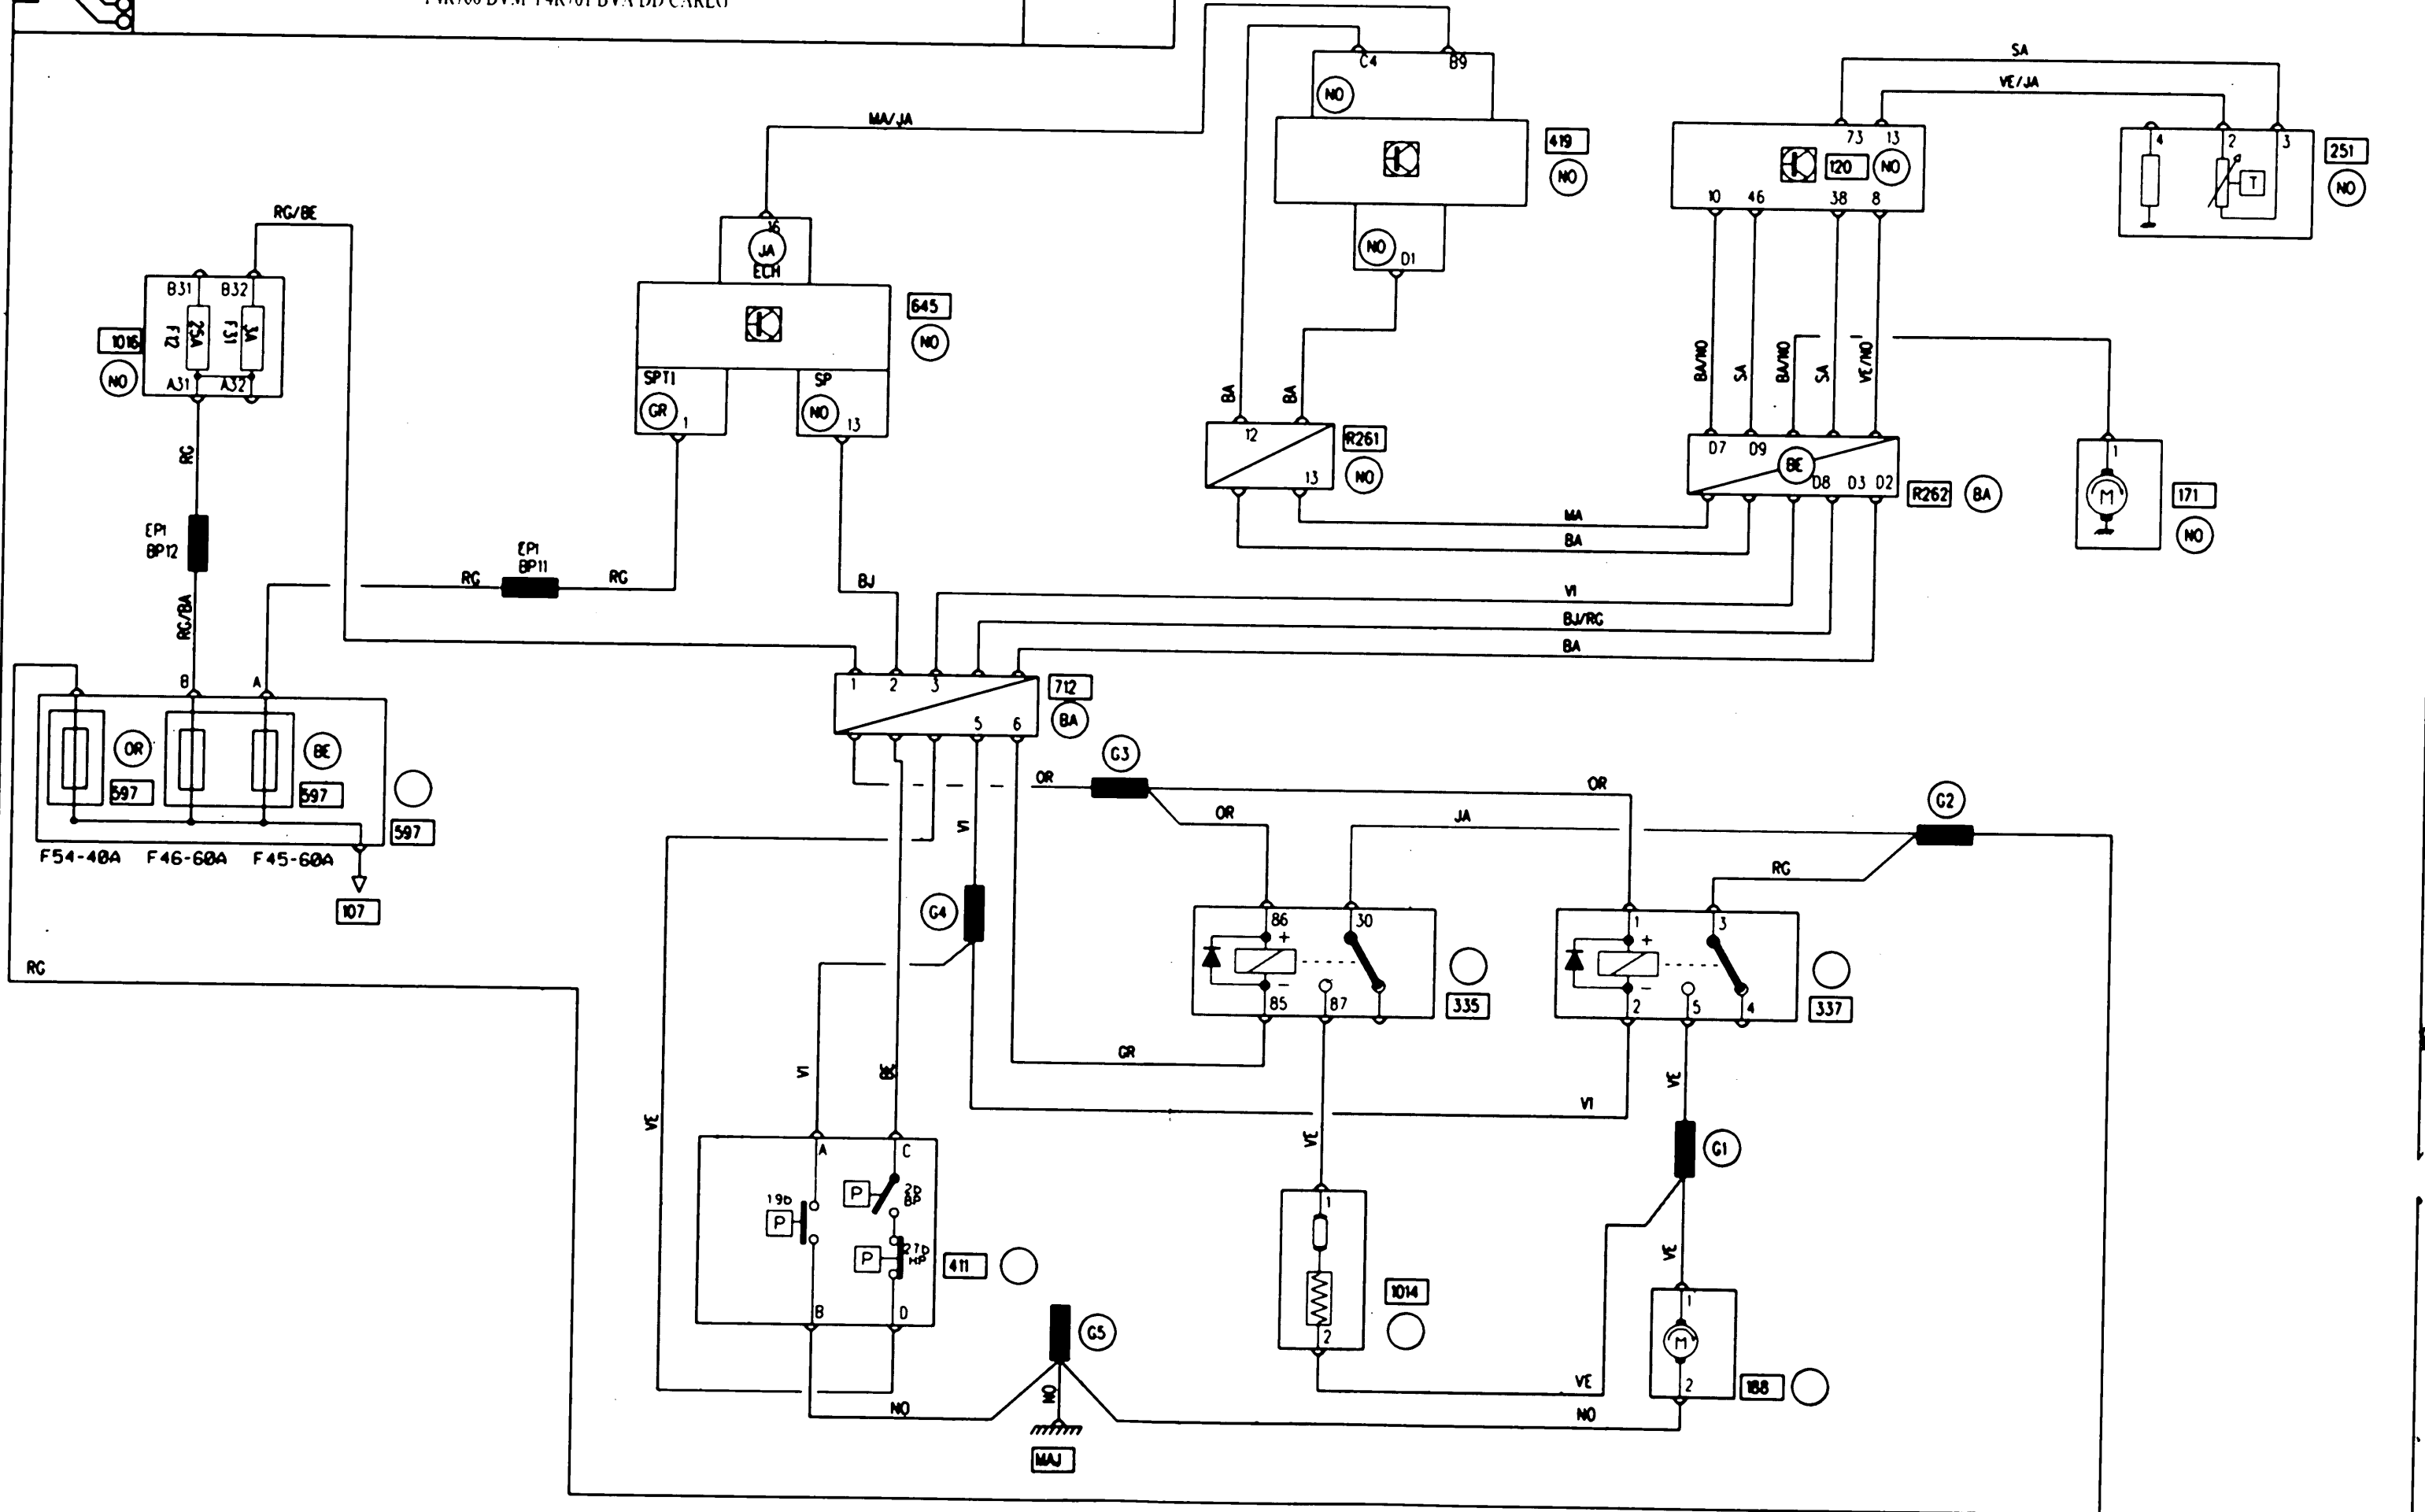 SA
VE/JA
MA/JA
C4 B9
NO
419
NO
NO
D1
73 13
120 NO
10 46 38 8
4 2 3
T
251
NO
RG/BE
B31 B32
25A
F12
3A
F31
1016
NO
A31 A32
16
JA
ECH
645
NO
SPT1
GR
1
SP
NO
13
BA
BA
12
13
R261
NO
BA/NO
SA
BA/NO
SA
VE/NO
D7 D9
BE
D8 D3 D2
R262 BA
1
M
171
NO
RG
EP1
BP12
RG/BA
EP1
BP11
RG
RG
BJ
MA
BA
VI
BJ/RG
BA
B A
OR
597
BE
597
597
F54-40A F46-60A F45-60A
107
RG
1 2 3
5 6
712
BA
G3
OR
OR
OR
VI
G4
JA
G2
RG
86 30
+
-
85 87
335
1 3
+
-
2 5 4
337
GR
VI
VI
BE
VE
VE
VE
G1
VE
A C
19b
P
P
P
B D
411
1
2
1014
1
M
2
188
G5
NO
NO
NO
VE
MAJ